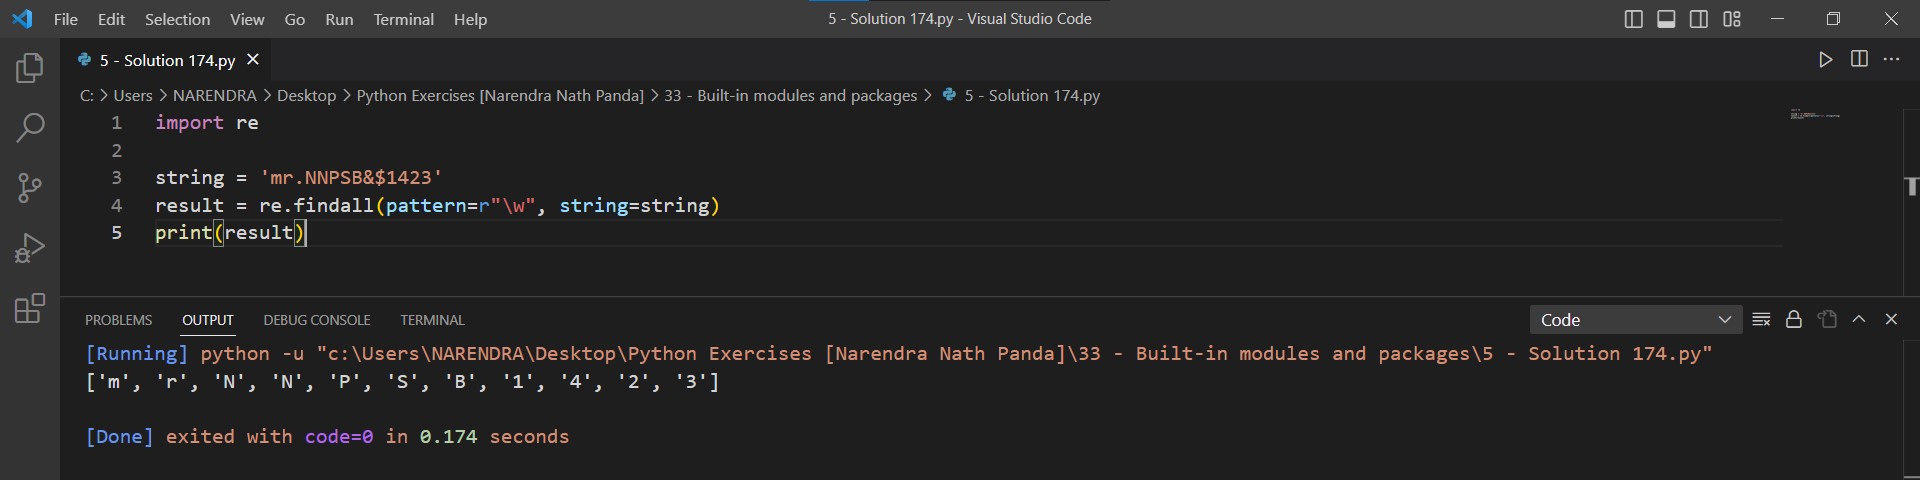 File Edit Selection View Go Run Terminal Help 5 - Solution 174.py - Visual Studio Code
5 - Solution 174.py
C: > Users > NARENDRA > Desktop > Python Exercises [Narendra Nath Panda] > 33 - Built-in modules and packages > 5 - Solution 174.py
1 import re
2
3 string = 'mr.NNPSB&$1423'
4 result = re.findall(pattern=r"\w", string=string)
5 print(result)
PROBLEMS OUTPUT DEBUG CONSOLE TERMINAL Code
[Running] python -u "c:\Users\NARENDRA\Desktop\Python Exercises [Narendra Nath Panda]\33 - Built-in modules and packages\5 - Solution 174.py"
['m', 'r', 'N', 'N', 'P', 'S', 'B', '1', '4', '2', '3']
[Done] exited with code=0 in 0.174 seconds